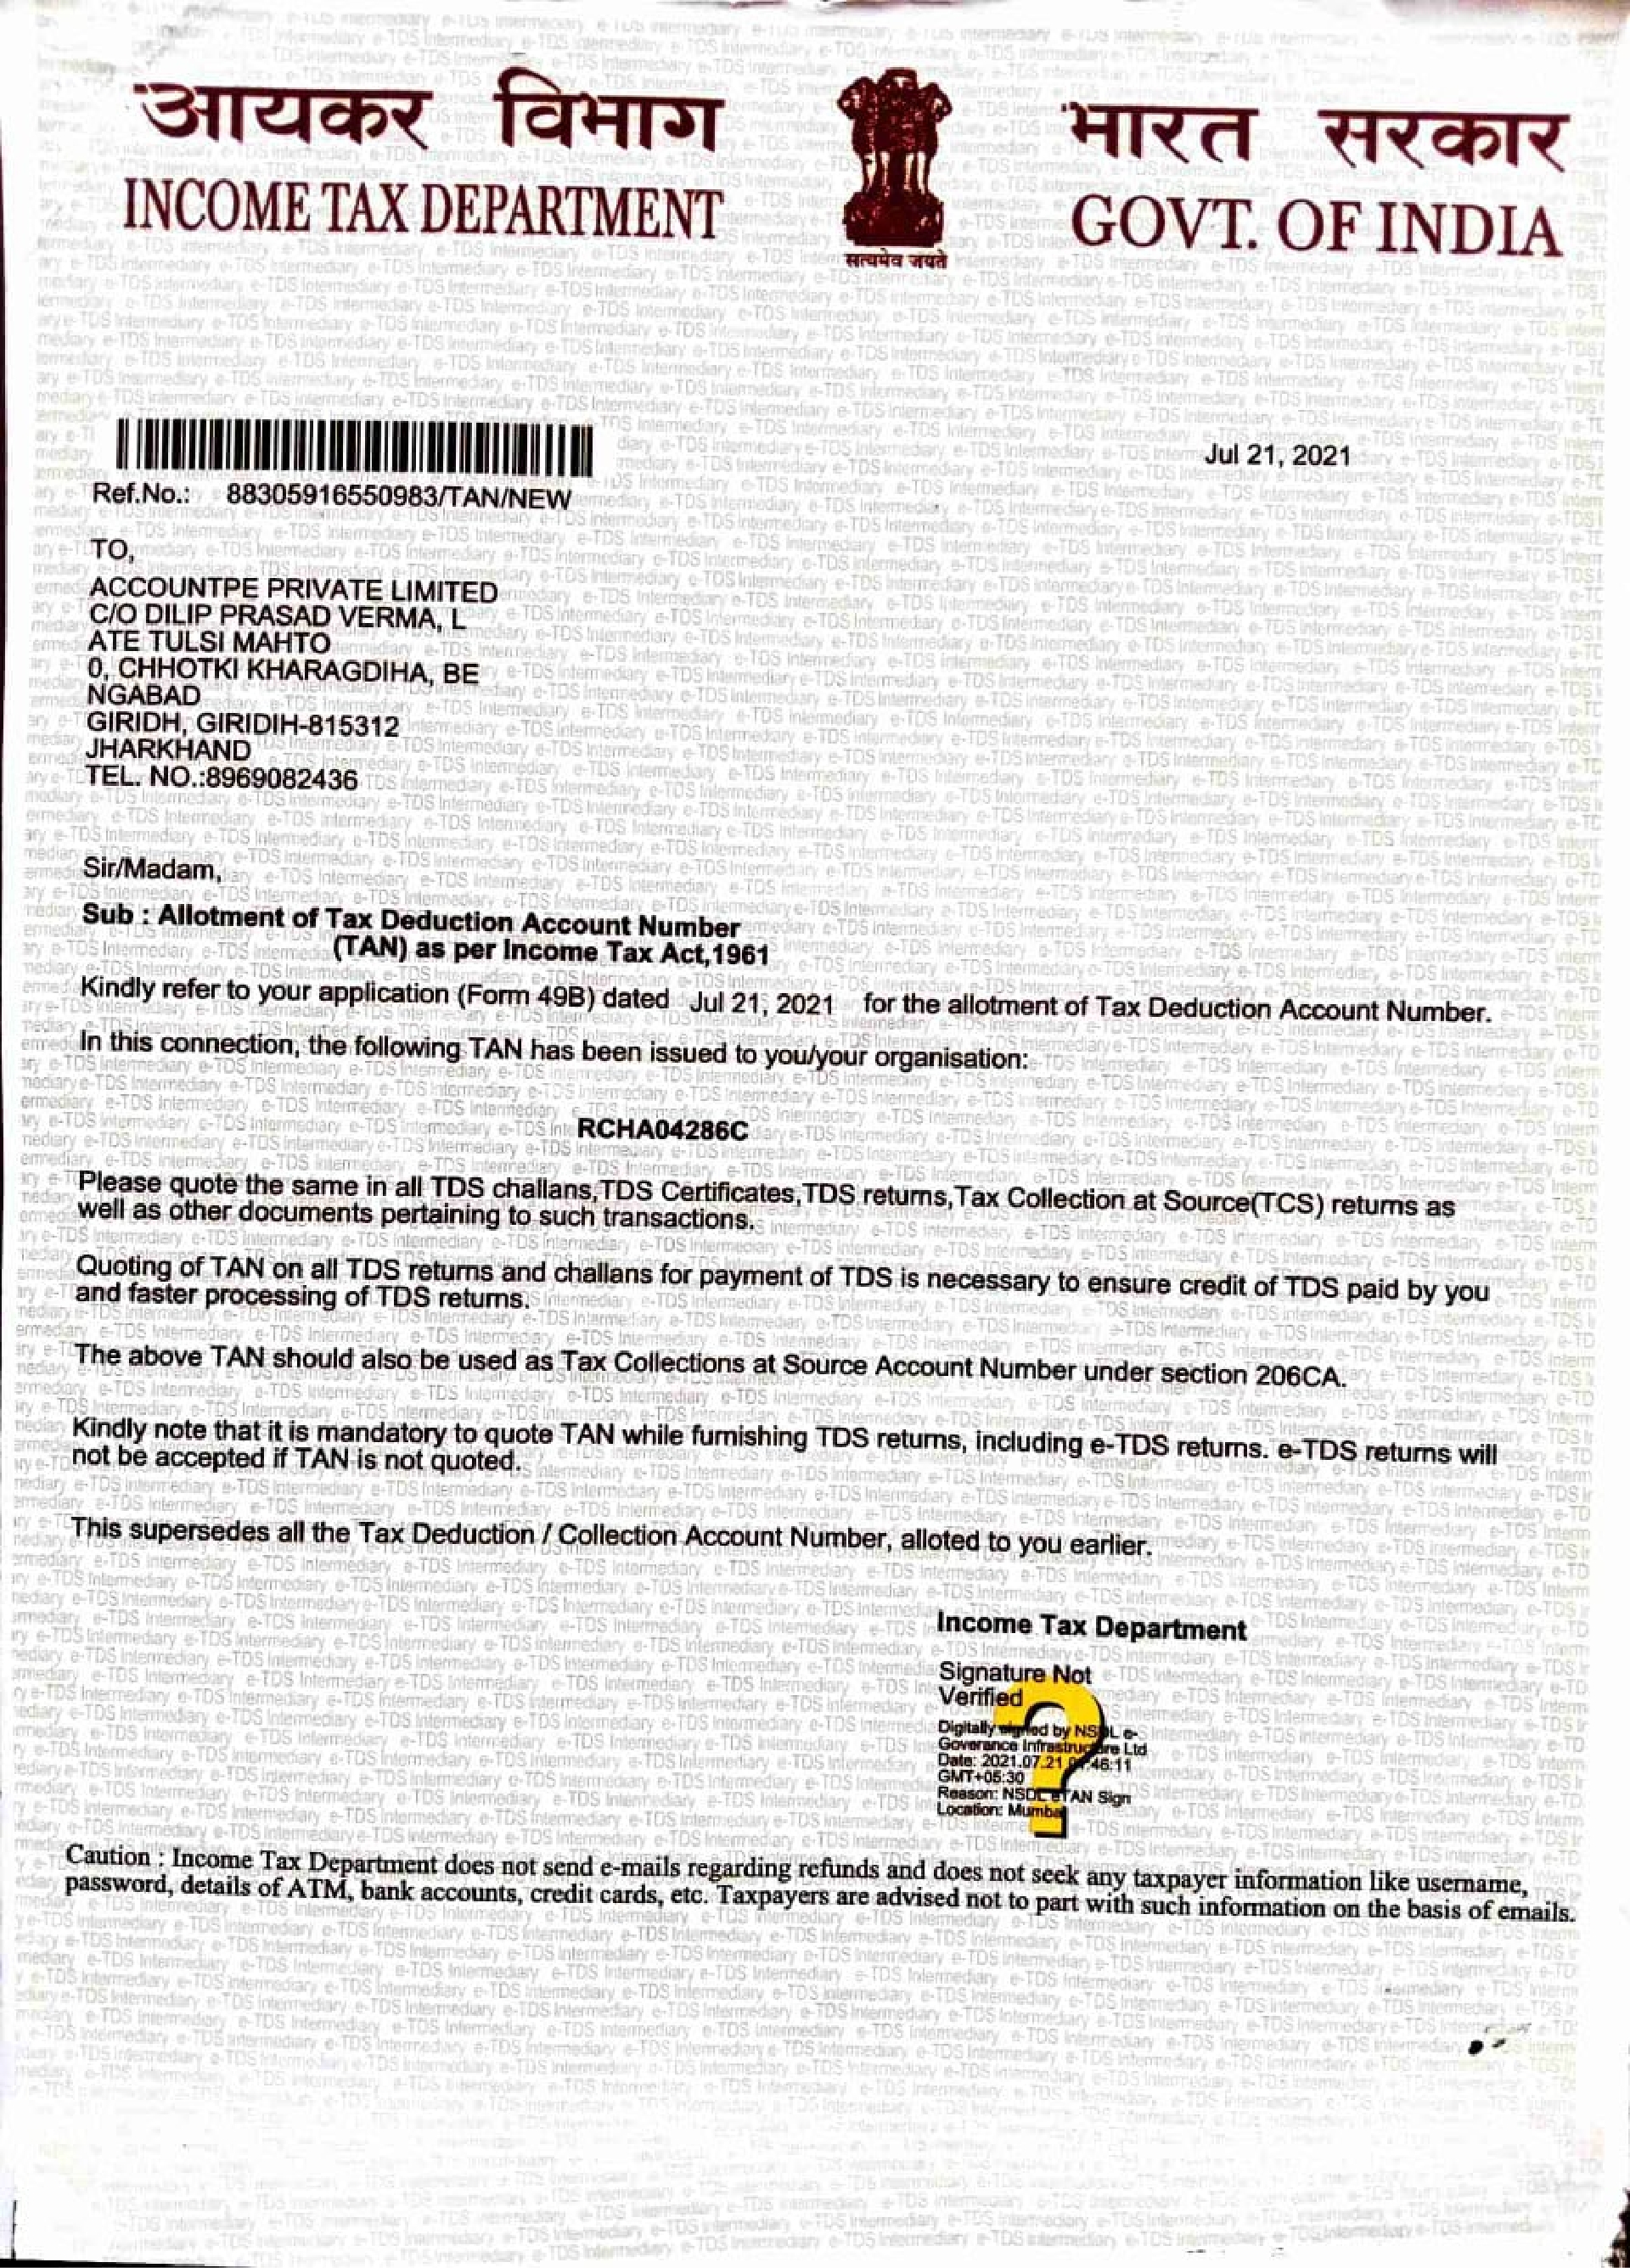 आयकर विभाग
INCOME TAX DEPARTMENT
सत्यमेव जयते
भारत सरकार
GOVT. OF INDIA
Jul 21, 2021
Ref.No.: 88305916550983/TAN/NEW
TO,
ACCOUNTPE PRIVATE LIMITED
C/O DILIP PRASAD VERMA, L
ATE TULSI MAHTO
0, CHHOTKI KHARAGDIHA, BE
NGABAD
GIRIDH, GIRIDIH-815312
JHARKHAND
TEL. NO.:8969082436
Sir/Madam,
Sub : Allotment of Tax Deduction Account Number
(TAN) as per Income Tax Act,1961
Kindly refer to your application (Form 49B) dated Jul 21, 2021 for the allotment of Tax Deduction Account Number.
In this connection, the following TAN has been issued to you/your organisation:
RCHA04286C
Please quote the same in all TDS challans,TDS Certificates,TDS returns,Tax Collection at Source(TCS) returns as
well as other documents pertaining to such transactions.
Quoting of TAN on all TDS returns and challans for payment of TDS is necessary to ensure credit of TDS paid by you
and faster processing of TDS returns.
The above TAN should also be used as Tax Collections at Source Account Number under section 206CA.
Kindly note that it is mandatory to quote TAN while furnishing TDS returns, including e-TDS returns. e-TDS returns will
not be accepted if TAN is not quoted.
This supersedes all the Tax Deduction / Collection Account Number, alloted to you earlier.
Income Tax Department
Signature Not
Verified
Digitally signed by NSDL e-
Goverance Infrastructure Ltd
Date: 2021.07.21
GMT+05:30
Reason: NSDL eTAN Sign
Location: Mumbai
Caution : Income Tax Department does not send e-mails regarding refunds and does not seek any taxpayer information like username,
password, details of ATM, bank accounts, credit cards, etc. Taxpayers are advised not to part with such information on the basis of emails.